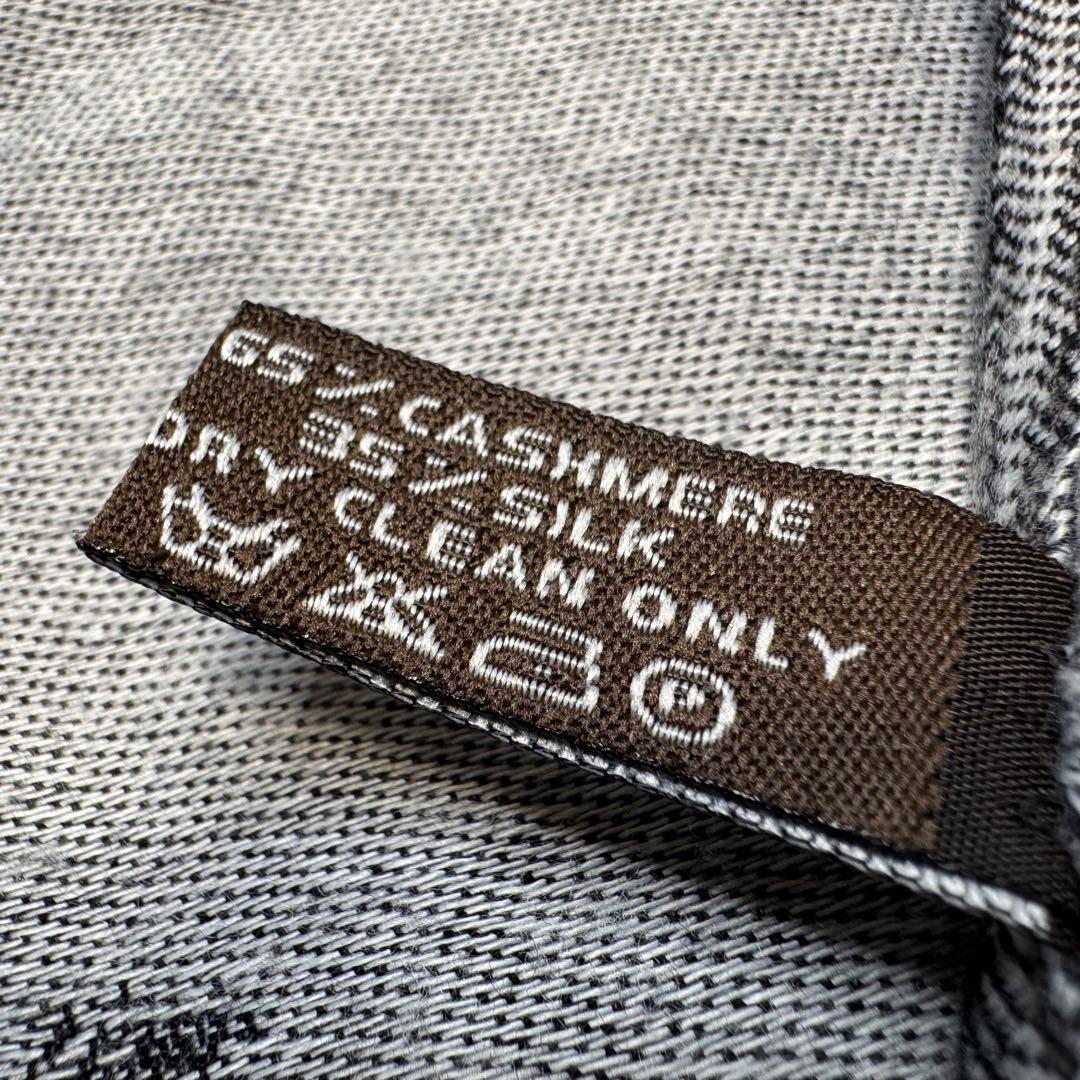 65% CASHMERE
35% SILK
DRY CLEAN ONLY
P